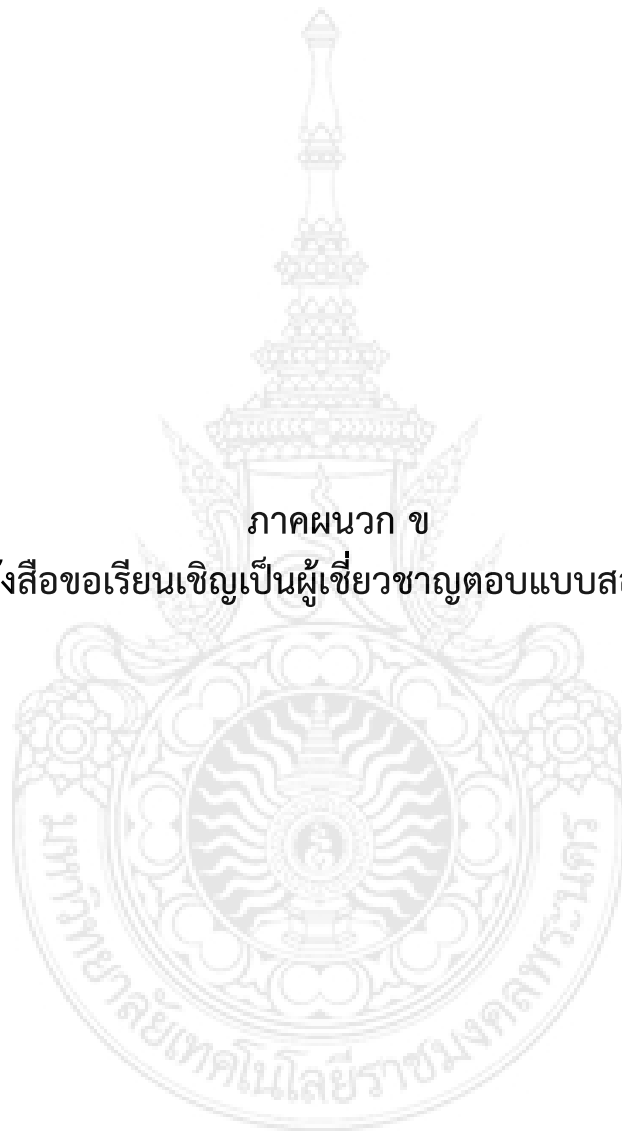 ภาคผนวก ข
งสือขอเรียนเชิญเป็นผู้เชี่ยวชาญตอบแบบส
มหาวิทยาลัยเทคโนโลยีราชมงคลพระนคร